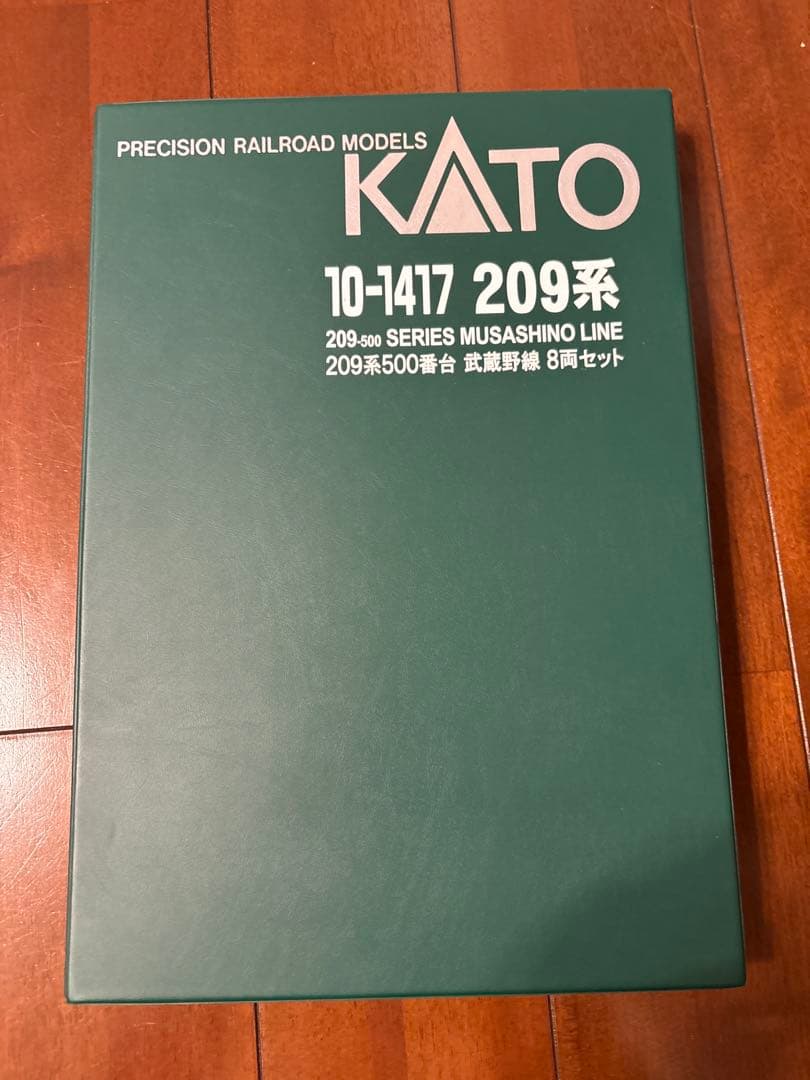 PRECISION RAILROAD MODELS
KATO
10-1417 209系
209-500 SERIES MUSASHINO LINE
209系500番台 武蔵野線 8両セット